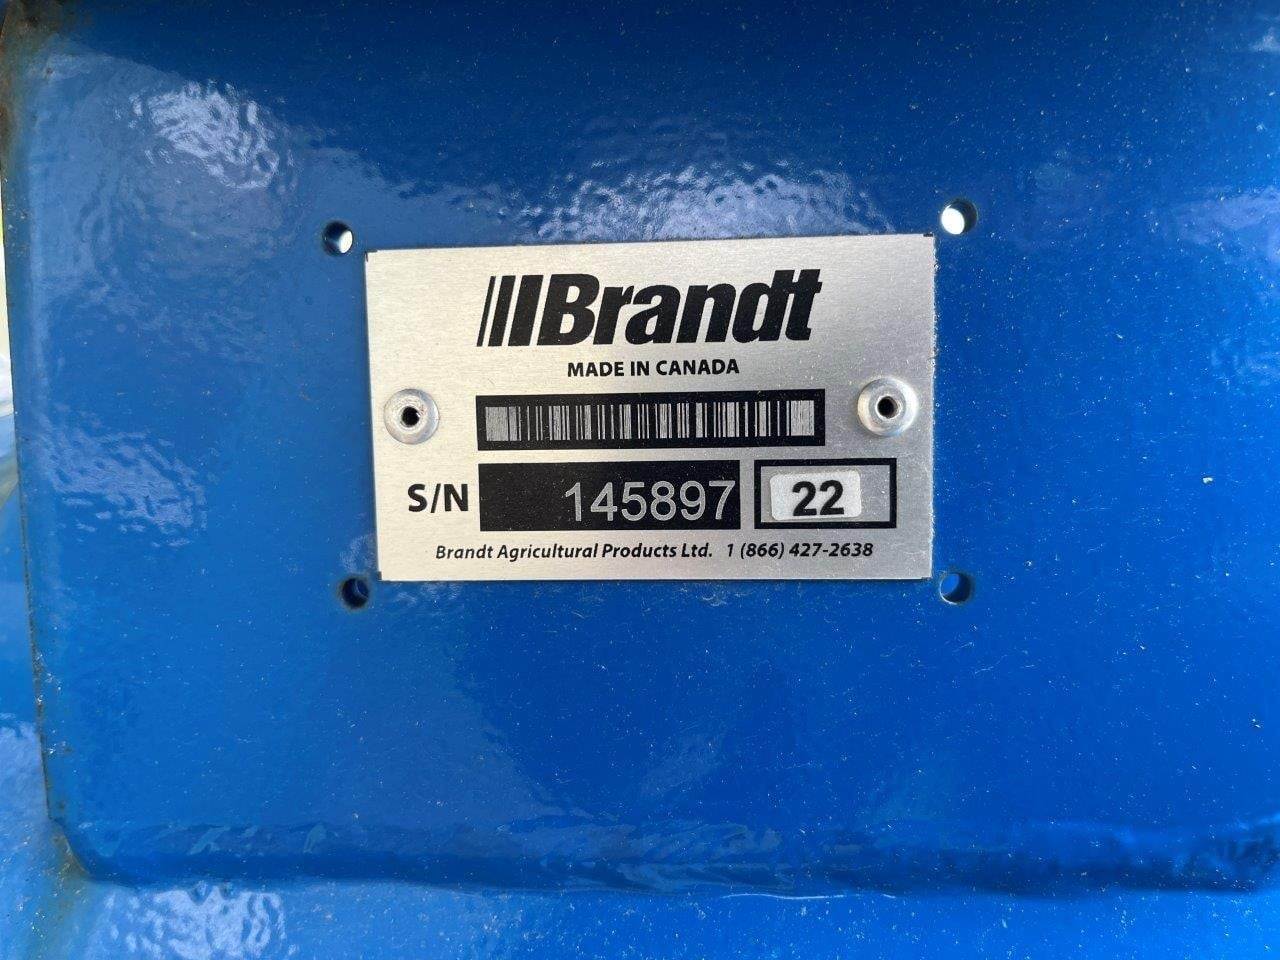 Brandt
MADE IN CANADA
S/N 145897 22
Brandt Agricultural Products Ltd. 1 (866) 427-2638